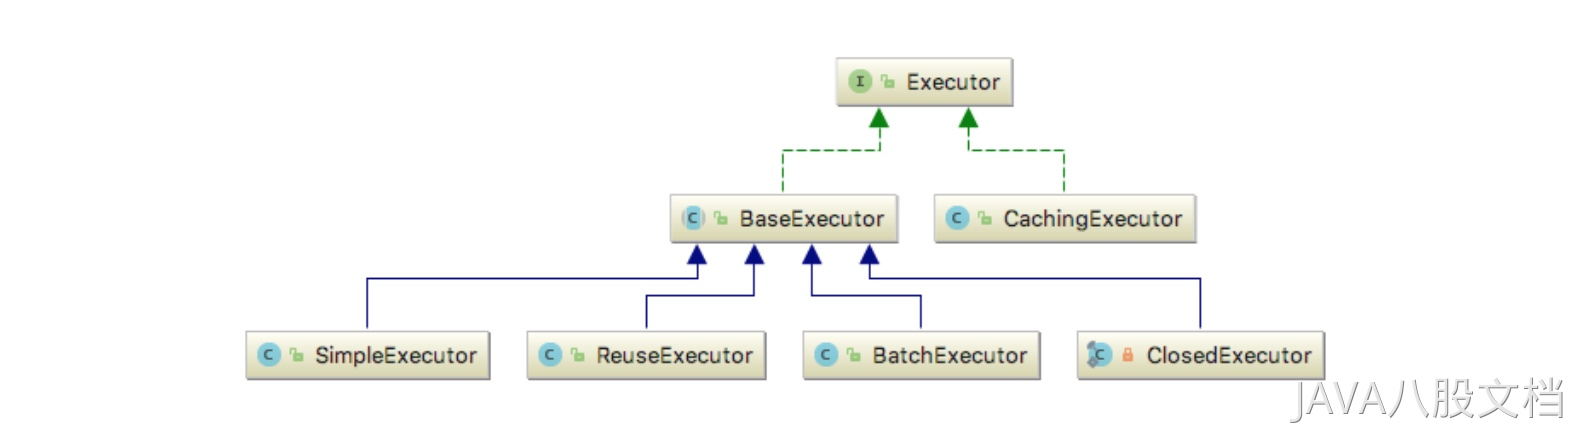 Executor
BaseExecutor
CachingExecutor
SimpleExecutor
ReuseExecutor
BatchExecutor
ClosedExecutor
JAVA八股文档